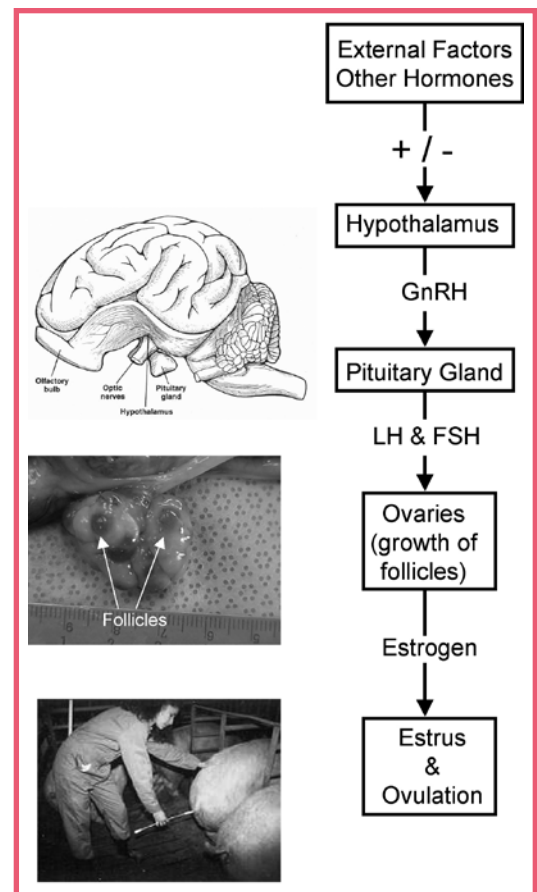 External Factors
Other Hormones
+ / -
Hypothalamus
GnRH
Pituitary Gland
LH & FSH
Ovaries
(growth of
follicles)
Estrogen
Estrus
&
Ovulation
Olfactory
bulb
Optic
nerves
Pituitary
gland
Hypothalamus
Follicles